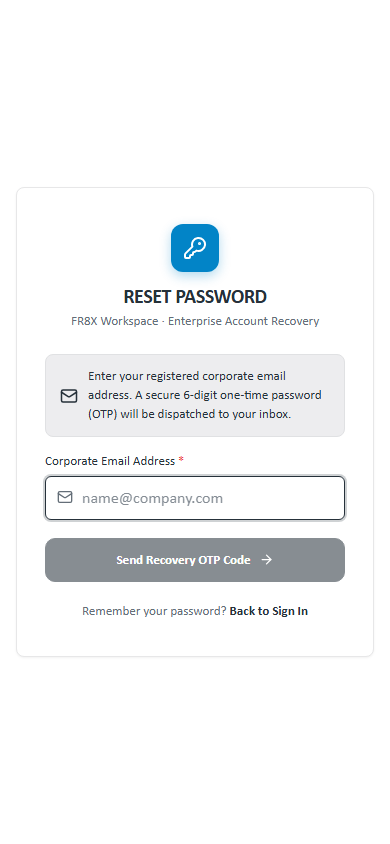 RESET PASSWORD
FR8X Workspace · Enterprise Account Recovery
Enter your registered corporate email
address. A secure 6-digit one-time password
(OTP) will be dispatched to your inbox.
Corporate Email Address *
name@company.com
Send Recovery OTP Code →
Remember your password? Back to Sign In